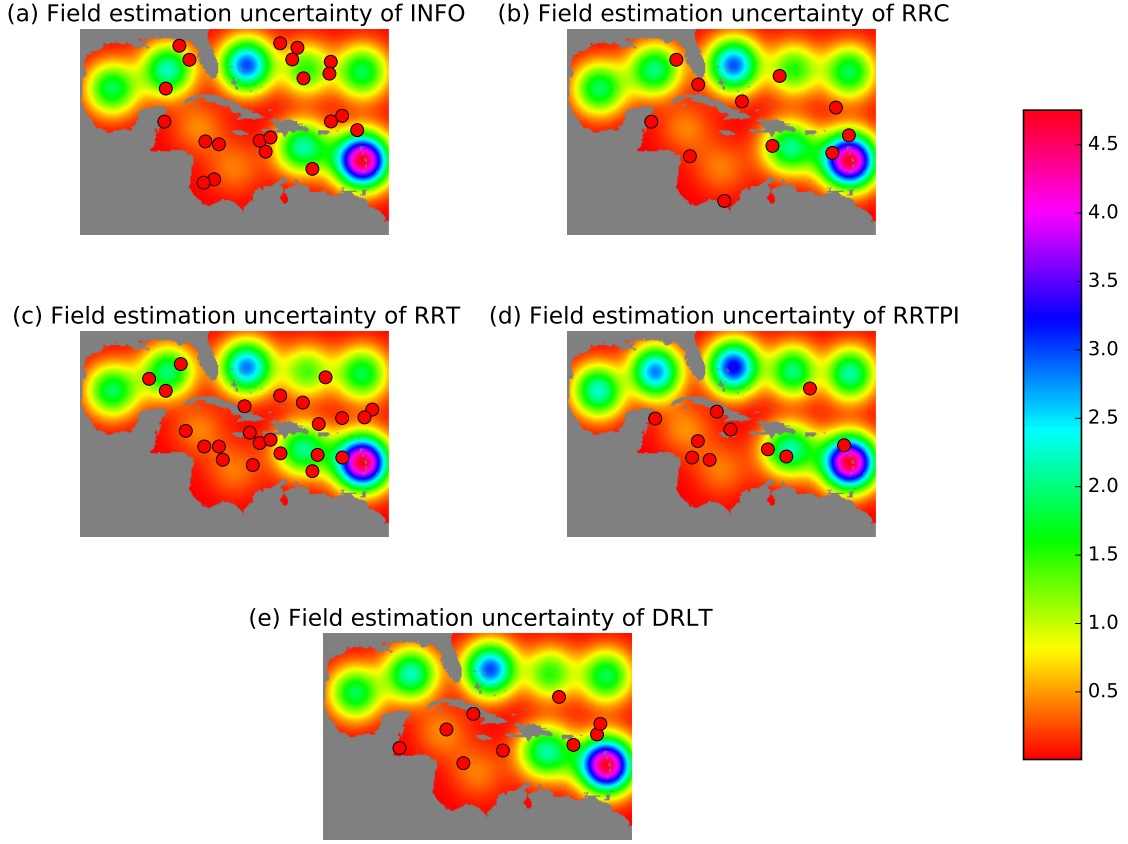 (a) Field estimation uncertainty of INFO
(b) Field estimation uncertainty of RRC
(c) Field estimation uncertainty of RRT
(d) Field estimation uncertainty of RRTPI
(e) Field estimation uncertainty of DRLT
4.5
4.0
3.5
3.0
2.5
2.0
1.5
1.0
0.5